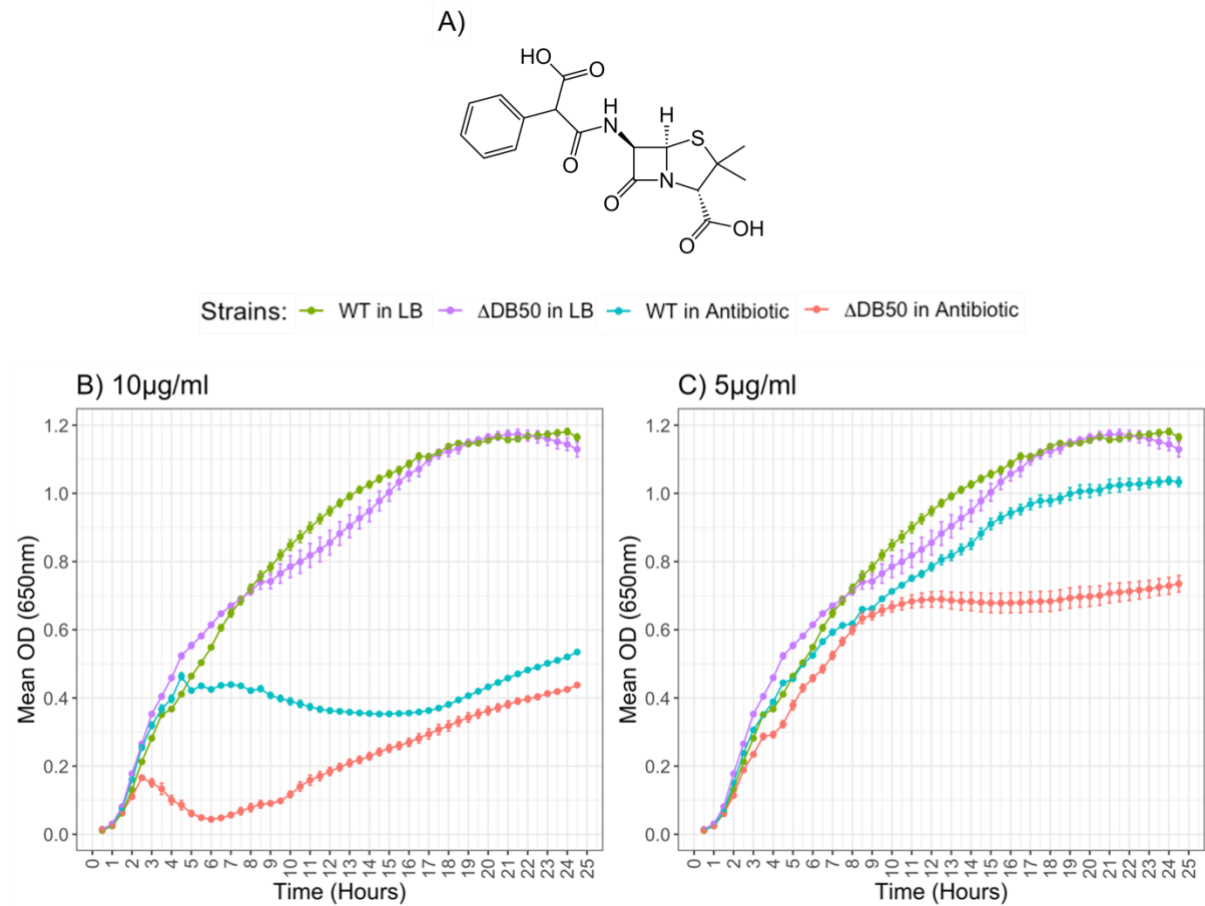 A)
HO
O
H
N
H
S
O
O
N
O
OH
Strains: WT in LB ΔDB50 in LB WT in Antibiotic ΔDB50 in Antibiotic
B) 10µg/ml
C) 5µg/ml
Mean OD (650nm)
1.2
1.0
0.8
0.6
0.4
0.2
0.0
0 1 2 3 4 5 6 7 8 9 10 11 12 13 14 15 16 17 18 19 20 21 22 23 24 25
Time (Hours)
Mean OD (650nm)
1.2
1.0
0.8
0.6
0.4
0.2
0.0
0 1 2 3 4 5 6 7 8 9 10 11 12 13 14 15 16 17 18 19 20 21 22 23 24 25
Time (Hours)